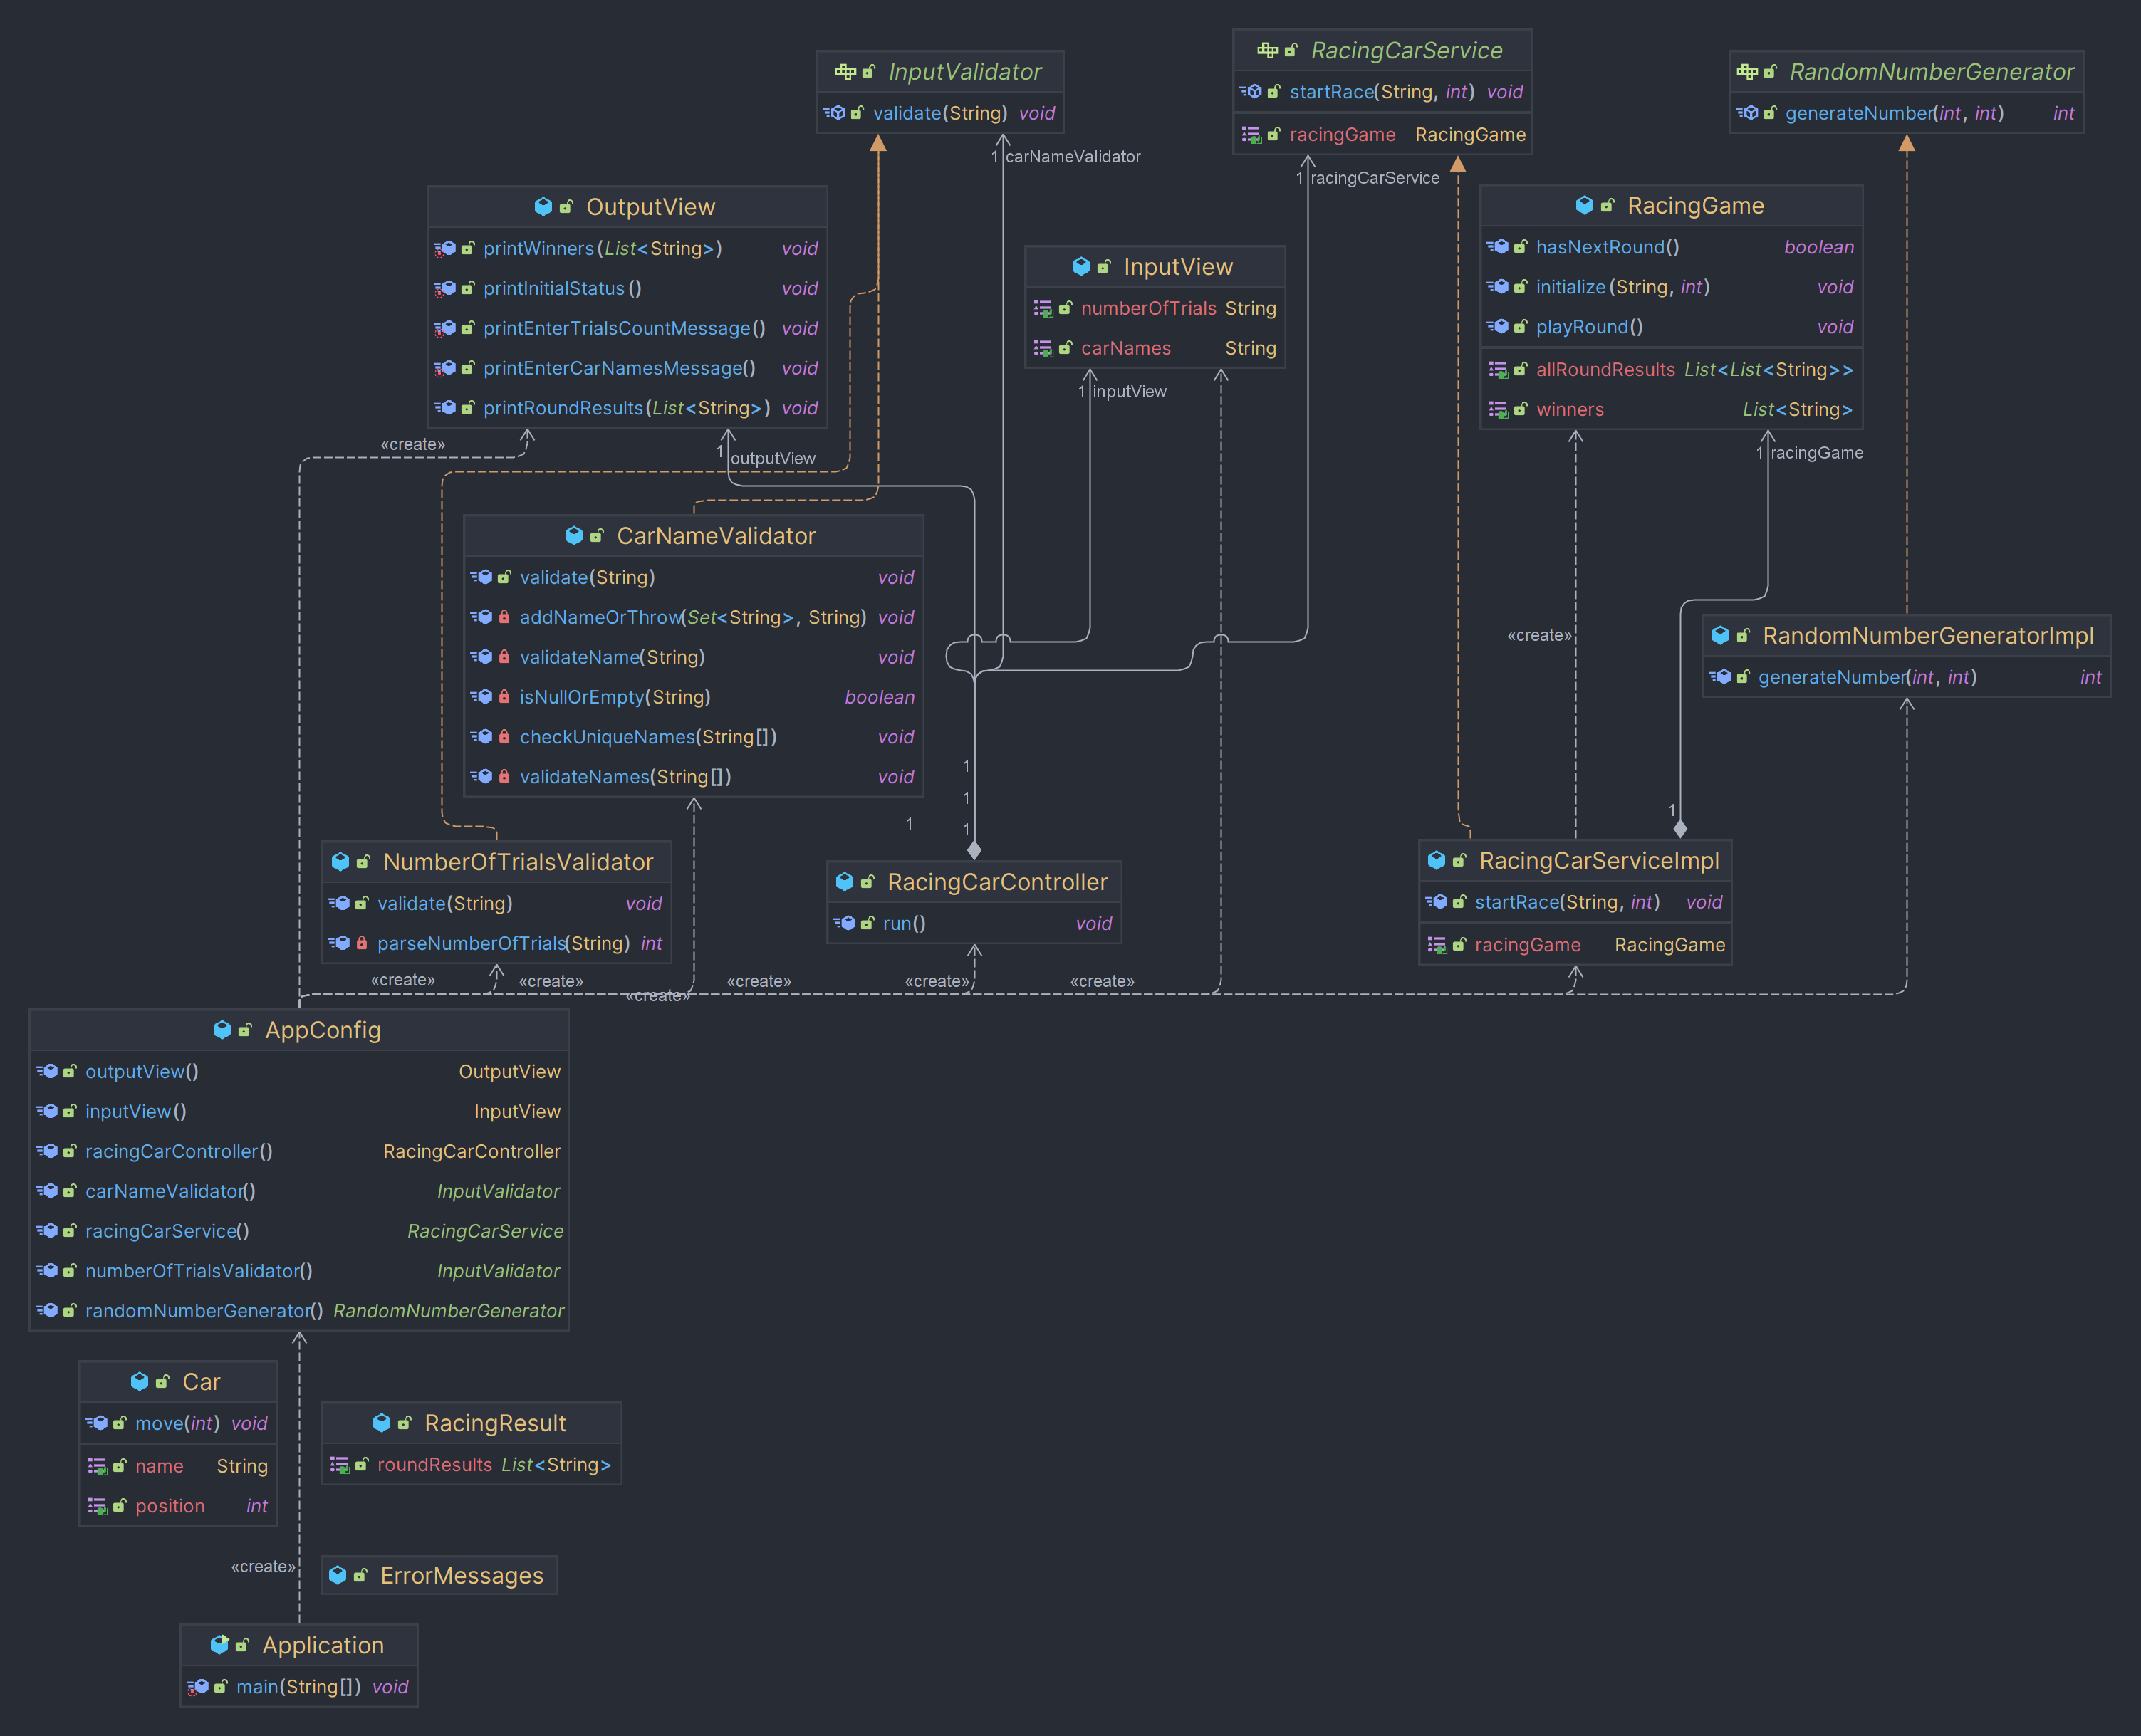 InputValidator
validate(String) void
RacingCarService
startRace(String, int) void
racingGame RacingGame
RandomNumberGenerator
generateNumber(int, int) int
1 carNameValidator
1 racingCarService
OutputView
printWinners(List<String>) void
printInitialStatus() void
printEnterTrialsCountMessage() void
printEnterCarNamesMessage() void
printRoundResults(List<String>) void
InputView
numberOfTrials String
carNames String
RacingGame
hasNextRound() boolean
initialize(String, int) void
playRound() void
allRoundResults List<List<String>>
winners List<String>
1 inputView
«create»
1 outputView
1 racingGame
CarNameValidator
validate(String) void
addNameOrThrow(Set<String>, String) void
validateName(String) void
isNullOrEmpty(String) boolean
checkUniqueNames(String[]) void
validateNames(String[]) void
«create»
RandomNumberGeneratorImpl
generateNumber(int, int) int
1
1
1
1
1
NumberOfTrialsValidator
validate(String) void
parseNumberOfTrials(String) int
RacingCarController
run() void
RacingCarServiceImpl
startRace(String, int) void
racingGame RacingGame
«create»
«create»
«create»
«create»
«create»
«create»
AppConfig
outputView() OutputView
inputView() InputView
racingCarController() RacingCarController
carNameValidator() InputValidator
racingCarService() RacingCarService
numberOfTrialsValidator() InputValidator
randomNumberGenerator() RandomNumberGenerator
Car
move(int) void
name String
position int
RacingResult
roundResults List<String>
«create»
ErrorMessages
Application
main(String[]) void